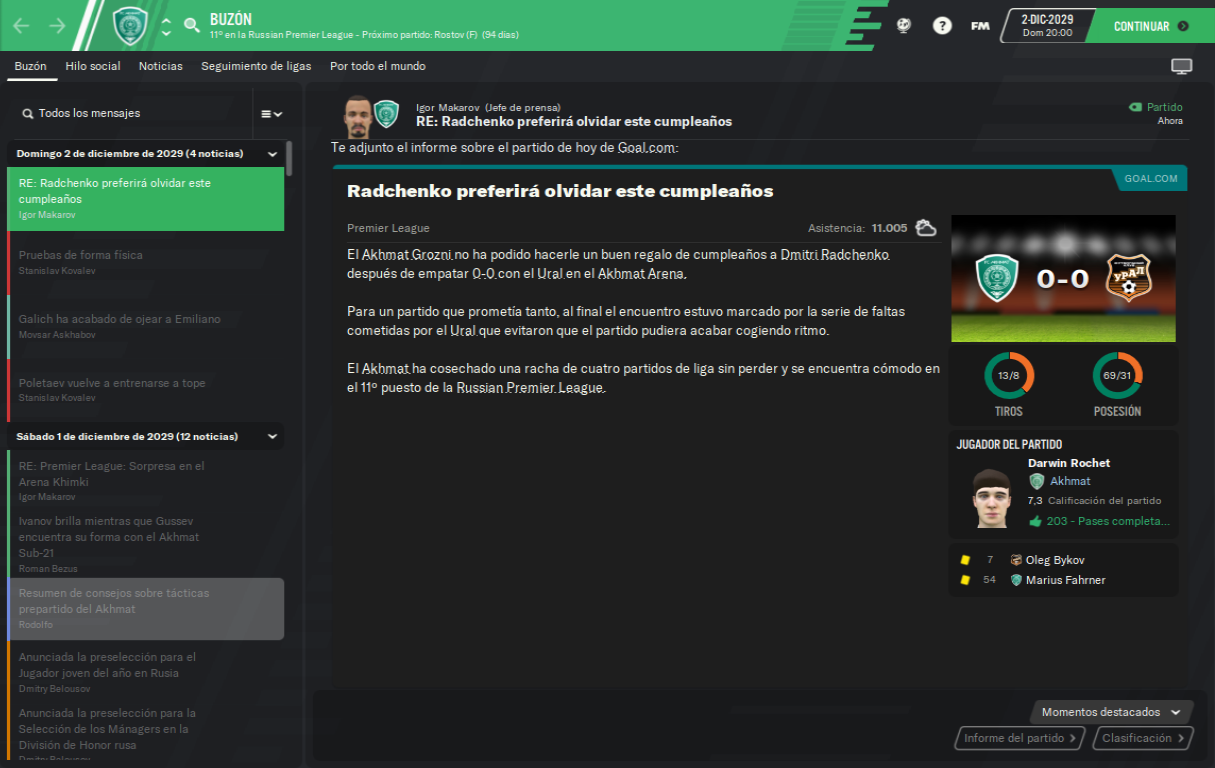 BUZÓN
11º en la Russian Premier League - Próximo partido: Rostov (F) (94 días)
?
FM
2-DIC-2029
Dom 20:00
CONTINUAR
Buzón
Hilo social
Noticias
Seguimiento de ligas
Por todo el mundo
Todos los mensajes
Domingo 2 de diciembre de 2029 (4 noticias)
RE: Radchenko preferirá olvidar este
cumpleaños
Igor Makarov
Pruebas de forma física
Stanislav Kovalev
Galich ha acabado de ojear a Emiliano
Movsar Askhabov
Poletaev vuelve a entrenarse a tope
Stanislav Kovalev
Sábado 1 de diciembre de 2029 (12 noticias)
RE: Premier League: Sorpresa en el
Arena Khimki
Igor Makarov
Ivanov brilla mientras que Gussev
encuentra su forma con el Akhmat
Sub-21
Roman Bezus
Resumen de consejos sobre tácticas
prepartido del Akhmat
Rodolfo
Anunciada la preselección para el
Jugador joven del año en Rusia
Dmitry Belousov
Anunciada la preselección para la
Selección de los Mánagers en la
División de Honor rusa
Dmitry Belousov
Igor Makarov (Jefe de prensa)
RE: Radchenko preferirá olvidar este cumpleaños
Partido
Ahora
Te adjunto el informe sobre el partido de hoy de Goal.com:
GOAL.COM
Radchenko preferirá olvidar este cumpleaños
Premier League
Asistencia: 11.005
El Akhmat Grozni no ha podido hacerle un buen regalo de cumpleaños a Dmitri Radchenko
después de empatar 0-0 con el Ural en el Akhmat Arena.
Para un partido que prometía tanto, al final el encuentro estuvo marcado por la serie de faltas
cometidas por el Ural que evitaron que el partido pudiera acabar cogiendo ritmo.
El Akhmat ha cosechado una racha de cuatro partidos de liga sin perder y se encuentra cómodo en
el 11º puesto de la Russian Premier League.
0-0
УРАЛ
13/8
TIROS
69/31
POSESIÓN
JUGADOR DEL PARTIDO
Darwin Rochet
Akhmat
7,3 Calificación del partido
203 - Pases completa...
7 Oleg Bykov
54 Marius Fahrner
Momentos destacados
Informe del partido
Clasificación